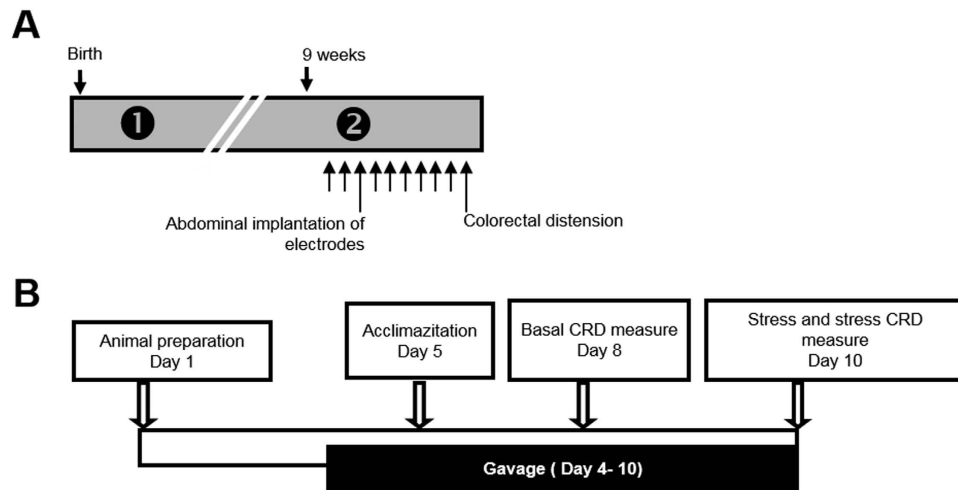 A
Birth
9 weeks
1
2
Abdominal implantation of
electrodes
Colorectal distension
B
Animal preparation
Day 1
Acclimazitation
Day 5
Basal CRD measure
Day 8
Stress and stress CRD
measure
Day 10
Gavage ( Day 4- 10)